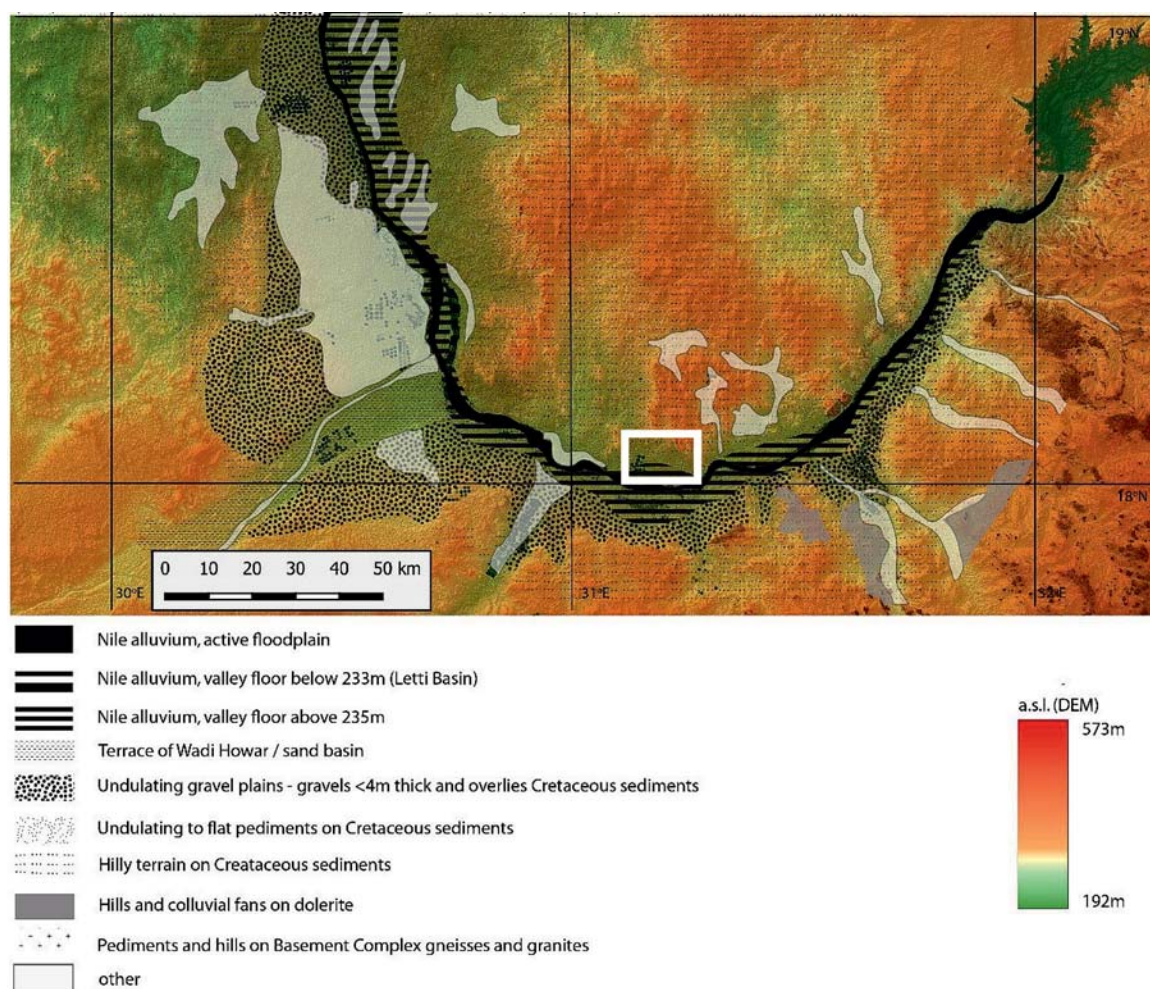 19°N
18°N
0 10 20 30 40 50 km
30°E
31°E
32°E
Nile alluvium, active floodplain
Nile alluvium, valley floor below 233m (Letti Basin)
Nile alluvium, valley floor above 235m
Terrace of Wadi Howar / sand basin
Undulating gravel plains - gravels <4m thick and overlies Cretaceous sediments
Undulating to flat pediments on Cretaceous sediments
Hilly terrain on Creataceous sediments
Hills and colluvial fans on dolerite
Pediments and hills on Basement Complex gneisses and granites
other
a.s.l. (DEM)
573m
192m